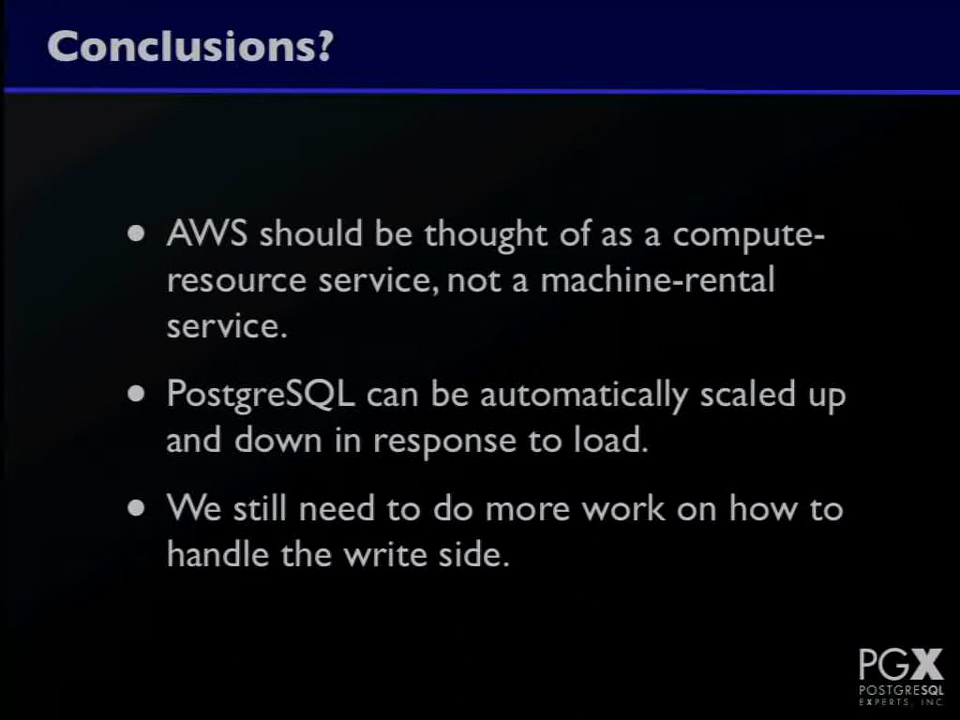 Conclusions?
• AWS should be thought of as a compute-
resource service, not a machine-rental
service.
• PostgreSQL can be automatically scaled up
and down in response to load.
• We still need to do more work on how to
handle the write side.
PGX
POSTGRESQL
EXPERTS, INC